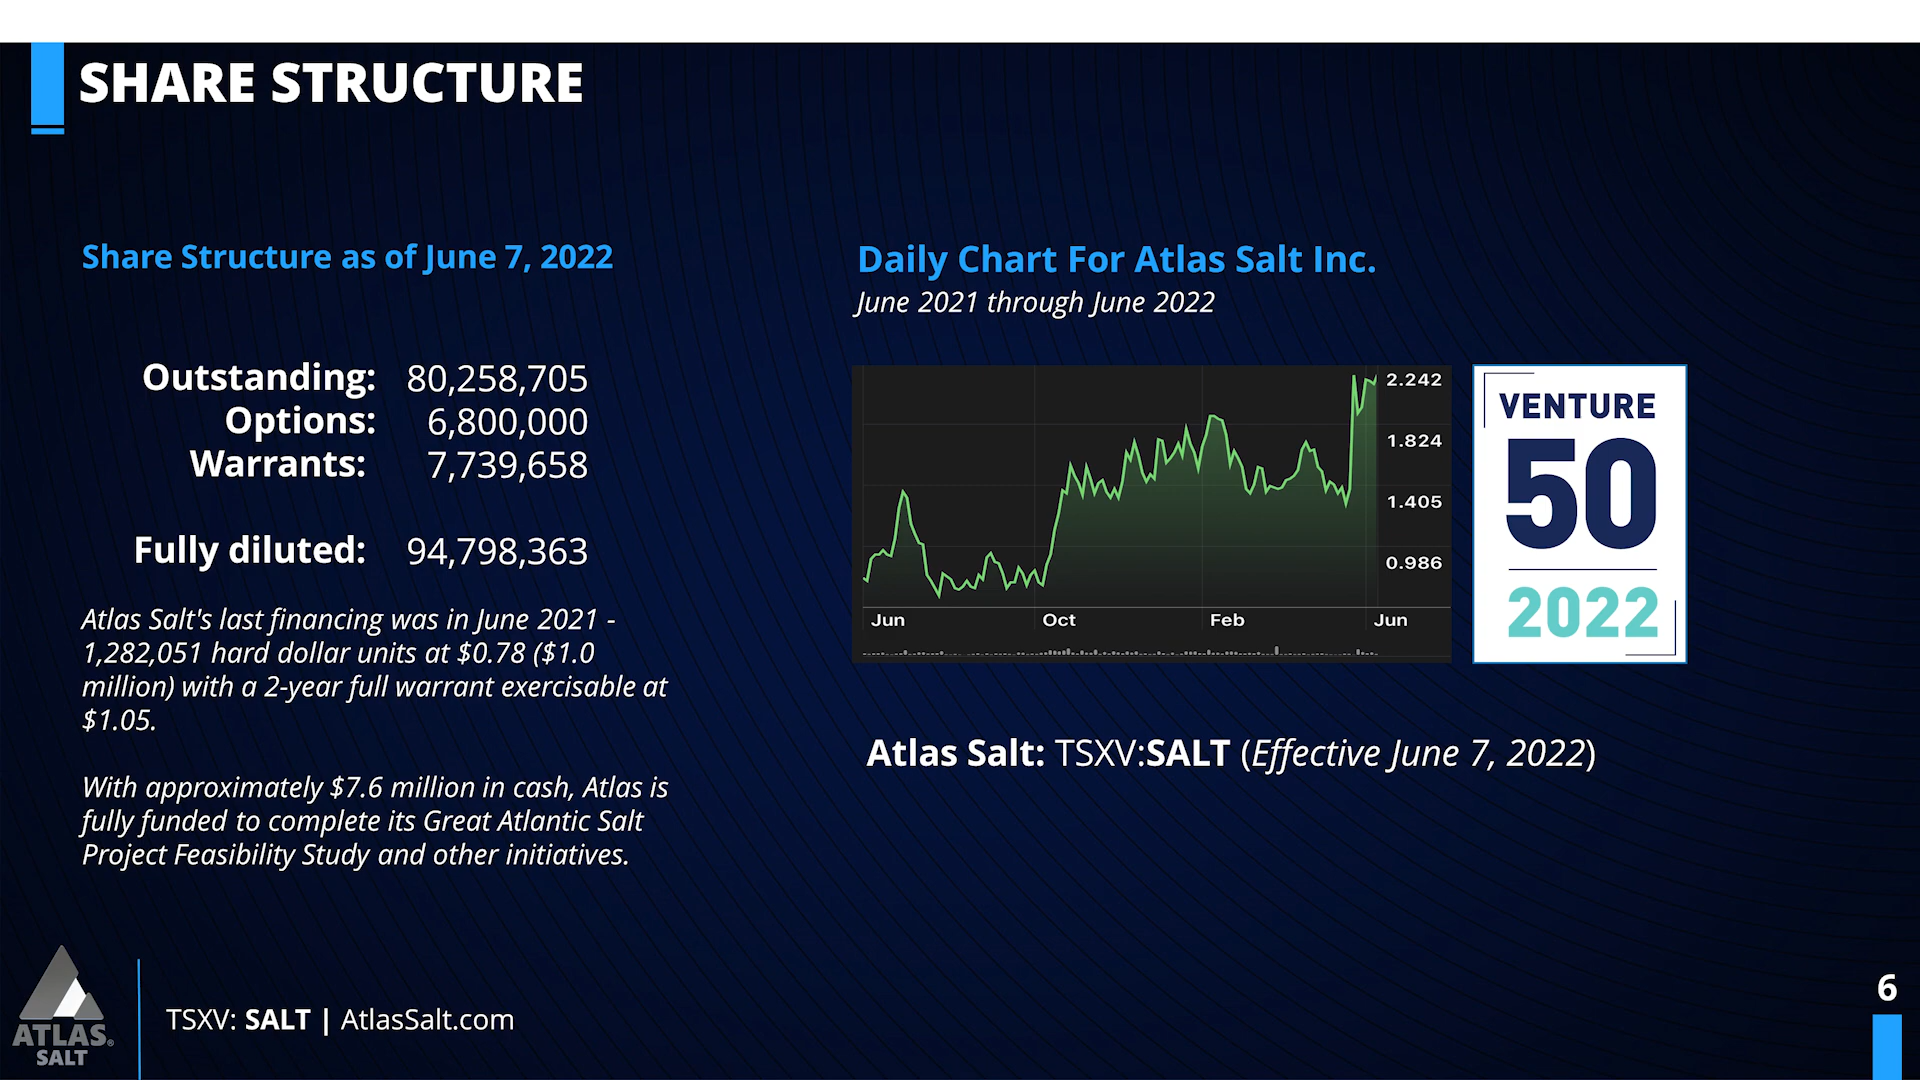 SHARE STRUCTURE
Share Structure as of June 7, 2022
Outstanding: 80,258,705
Options: 6,800,000
Warrants: 7,739,658
Fully diluted: 94,798,363
Atlas Salt's last financing was in June 2021 -
1,282,051 hard dollar units at $0.78 ($1.0
million) with a 2-year full warrant exercisable at
$1.05.
With approximately $7.6 million in cash, Atlas is
fully funded to complete its Great Atlantic Salt
Project Feasibility Study and other initiatives.
Daily Chart For Atlas Salt Inc.
June 2021 through June 2022
2.242
1.824
1.405
0.986
Jun Oct Feb Jun
VENTURE
50
2022
Atlas Salt: TSXV:SALT (Effective June 7, 2022)
ATLAS®
SALT
TSXV: SALT | AtlasSalt.com
6